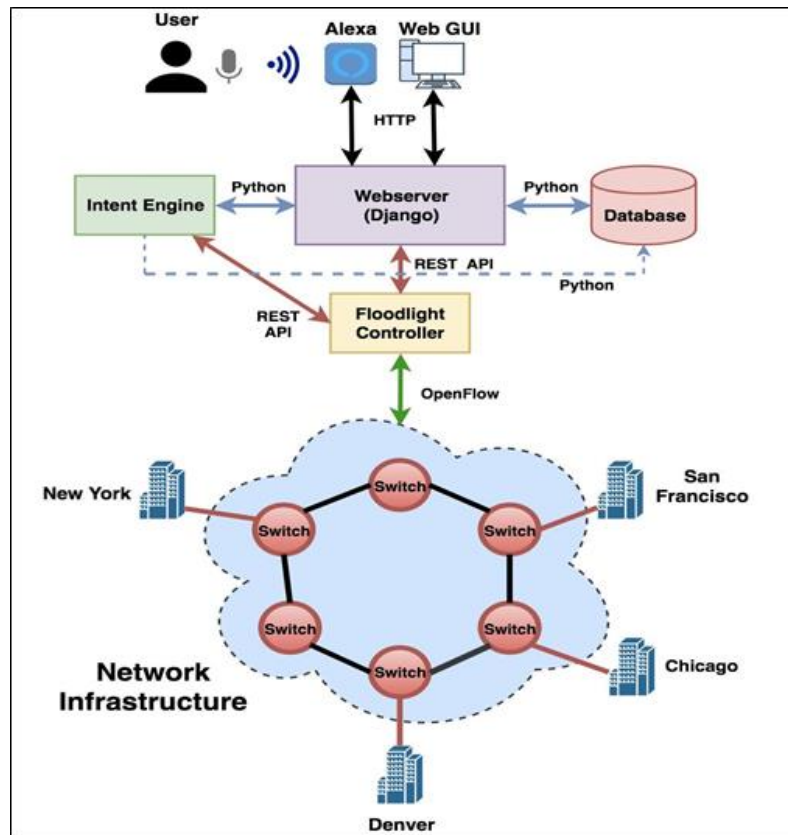 User
Alexa
Web GUI
HTTP
Intent Engine
Python
Webserver
(Django)
Python
Database
REST API
Python
REST
API
Floodlight
Controller
OpenFlow
New York
San
Francisco
Switch
Switch
Switch
Switch
Switch
Switch
Chicago
Network
Infrastructure
Denver